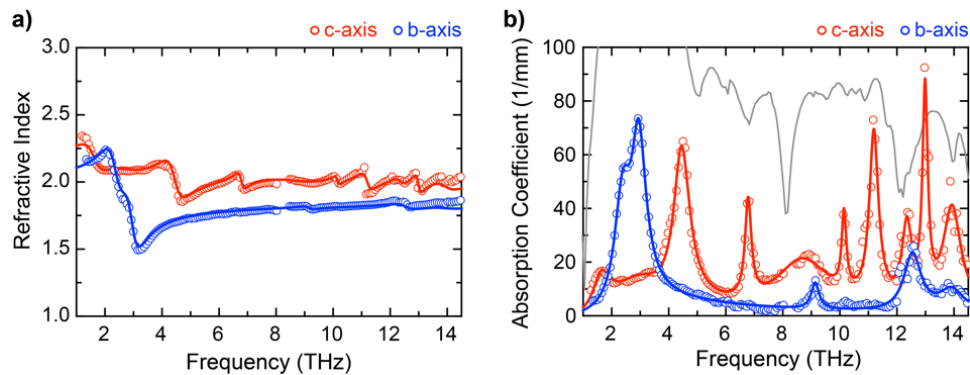 a)
c-axis b-axis
3.0
2.5
2.0
1.5
1.0
Refractive Index
2 4 6 8 10 12 14
Frequency (THz)
b)
c-axis b-axis
100
80
60
40
20
0
Absorption Coefficient (1/mm)
2 4 6 8 10 12 14
Frequency (THz)